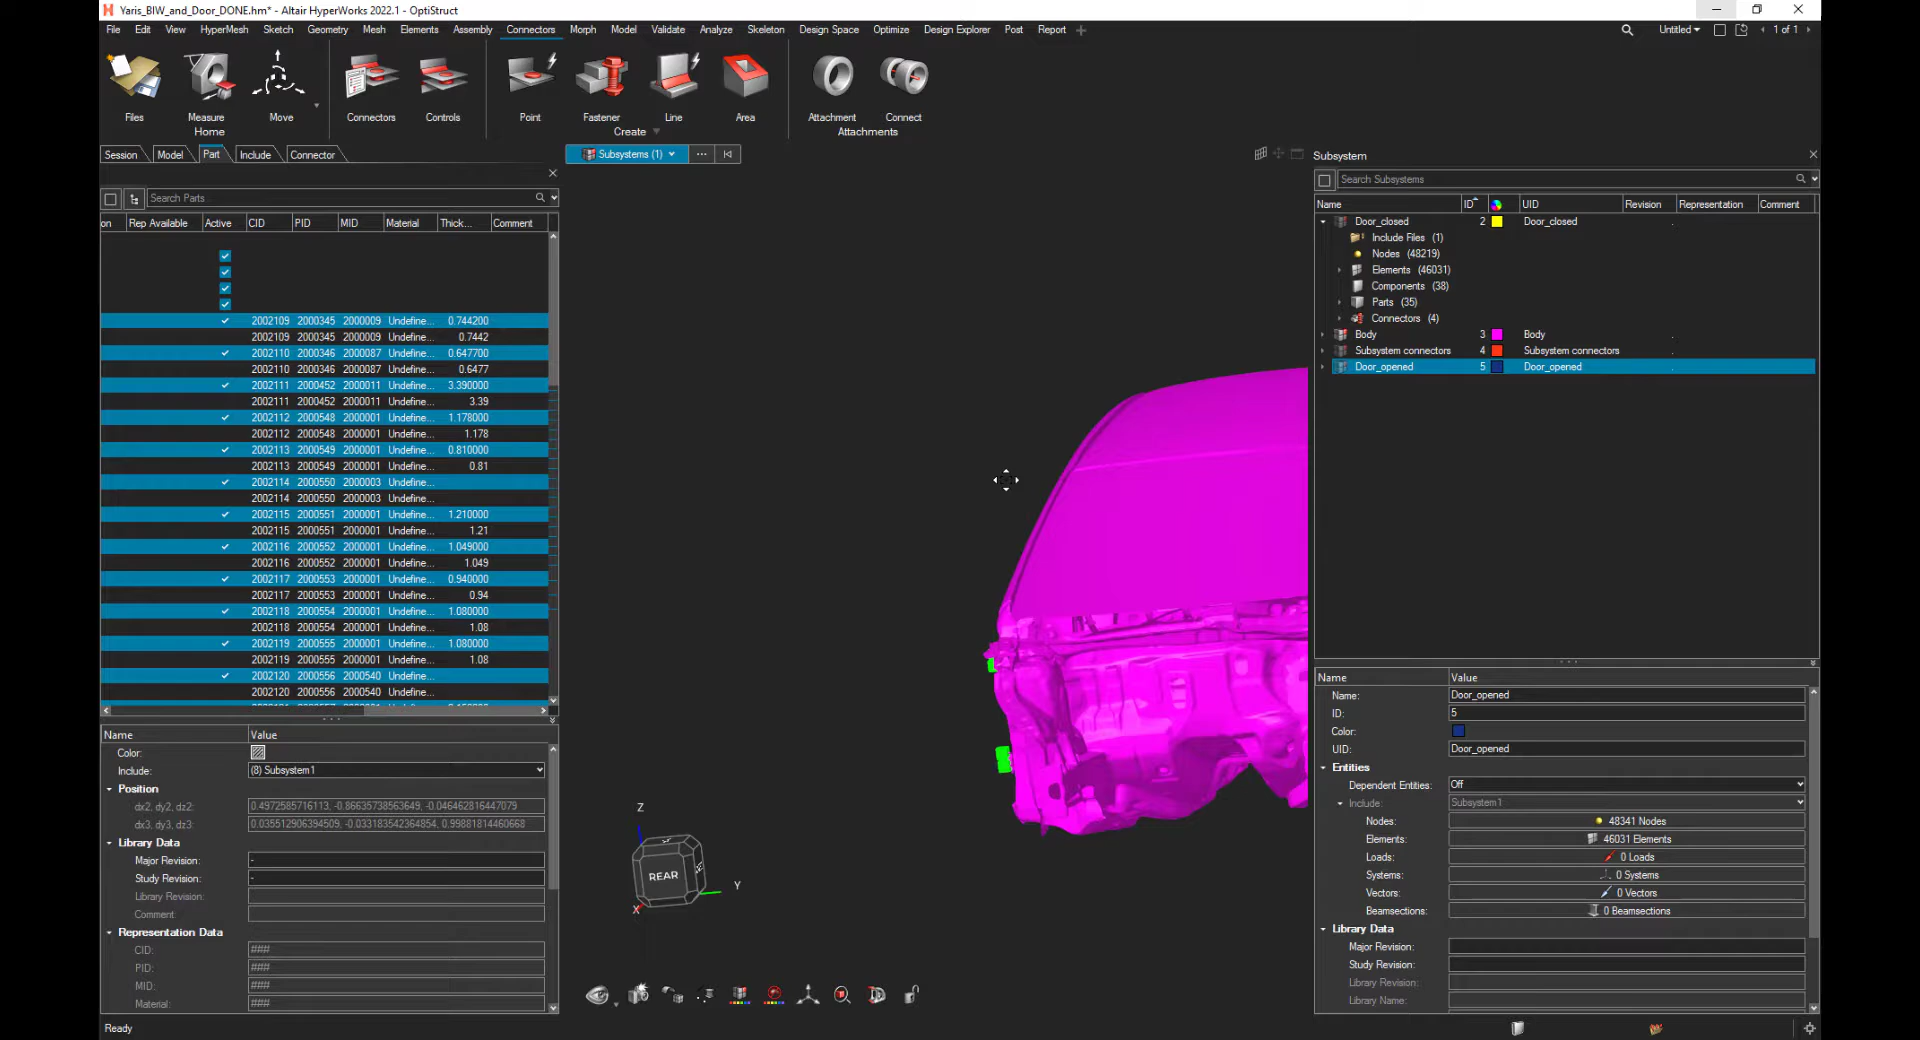 Yaris_BIW_and_Door_DONE.hm* - Altair HyperWorks 2022.1 - OptiStruct
File Edit View HyperMesh Sketch Geometry Mesh Elements Assembly Connectors Morph Model Validate Analyze Skeleton Design Space Optimize Design Explorer Post Report
Untitled 1 of 1
Files Measure Move Connectors Controls Point Fastener Line Area Attachment Connect
Home Create Attachments
Session Model Part Include Connector
Subsystems (1)
Search Parts...
on Rep Available Active CID PID MID Material Thick... Comment
2002109 2000345 2000009 Undefine... 0.744200
2002109 2000345 2000009 Undefine... 0.7442
2002110 2000346 2000087 Undefine... 0.647700
2002110 2000346 2000087 Undefine... 0.6477
2002111 2000452 2000011 Undefine... 3.390000
2002111 2000452 2000011 Undefine... 3.39
2002112 2000548 2000001 Undefine... 1.178000
2002112 2000548 2000001 Undefine... 1.178
2002113 2000549 2000001 Undefine... 0.810000
2002113 2000549 2000001 Undefine... 0.81
2002114 2000550 2000003 Undefine...
2002114 2000550 2000003 Undefine...
2002115 2000551 2000001 Undefine... 1.210000
2002115 2000551 2000001 Undefine... 1.21
2002116 2000552 2000001 Undefine... 1.049000
2002116 2000552 2000001 Undefine... 1.049
2002117 2000553 2000001 Undefine... 0.940000
2002117 2000553 2000001 Undefine... 0.94
2002118 2000554 2000001 Undefine... 1.080000
2002118 2000554 2000001 Undefine... 1.08
2002119 2000555 2000001 Undefine... 1.080000
2002119 2000555 2000001 Undefine... 1.08
2002120 2000556 2000540 Undefine...
2002120 2000556 2000540 Undefine...
Name Value
Color:
Include: (8) Subsystem1
Position
dx2, dy2, dz2: 0.4972585716113, -0.86635738563649, -0.046462816447079
dx3, dy3, dz3: 0.035512906394509, -0.033183542364854, 0.99881814460668
Library Data
Major Revision: -
Study Revision: -
Library Revision:
Comment:
Representation Data
CID: ###
PID: ###
MID: ###
Material: ###
Ready
Z
REAR
Y
X
Subsystem
Search Subsystems
Name ID UID Revision Representation Comment
Door_closed 2 Door_closed
Include Files (1)
Nodes (48219)
Elements (46031)
Components (38)
Parts (35)
Connectors (4)
Body 3 Body
Subsystem connectors 4 Subsystem connectors
Door_opened 5 Door_opened
Name Value
Name: Door_opened
ID: 5
Color:
UID: Door_opened
Entities
Dependent Entities: Off
Include: Subsystem1
Nodes: 48341 Nodes
Elements: 46031 Elements
Loads: 0 Loads
Systems: 0 Systems
Vectors: 0 Vectors
Beamsections: 0 Beamsections
Library Data
Major Revision:
Study Revision:
Library Revision:
Library Name: